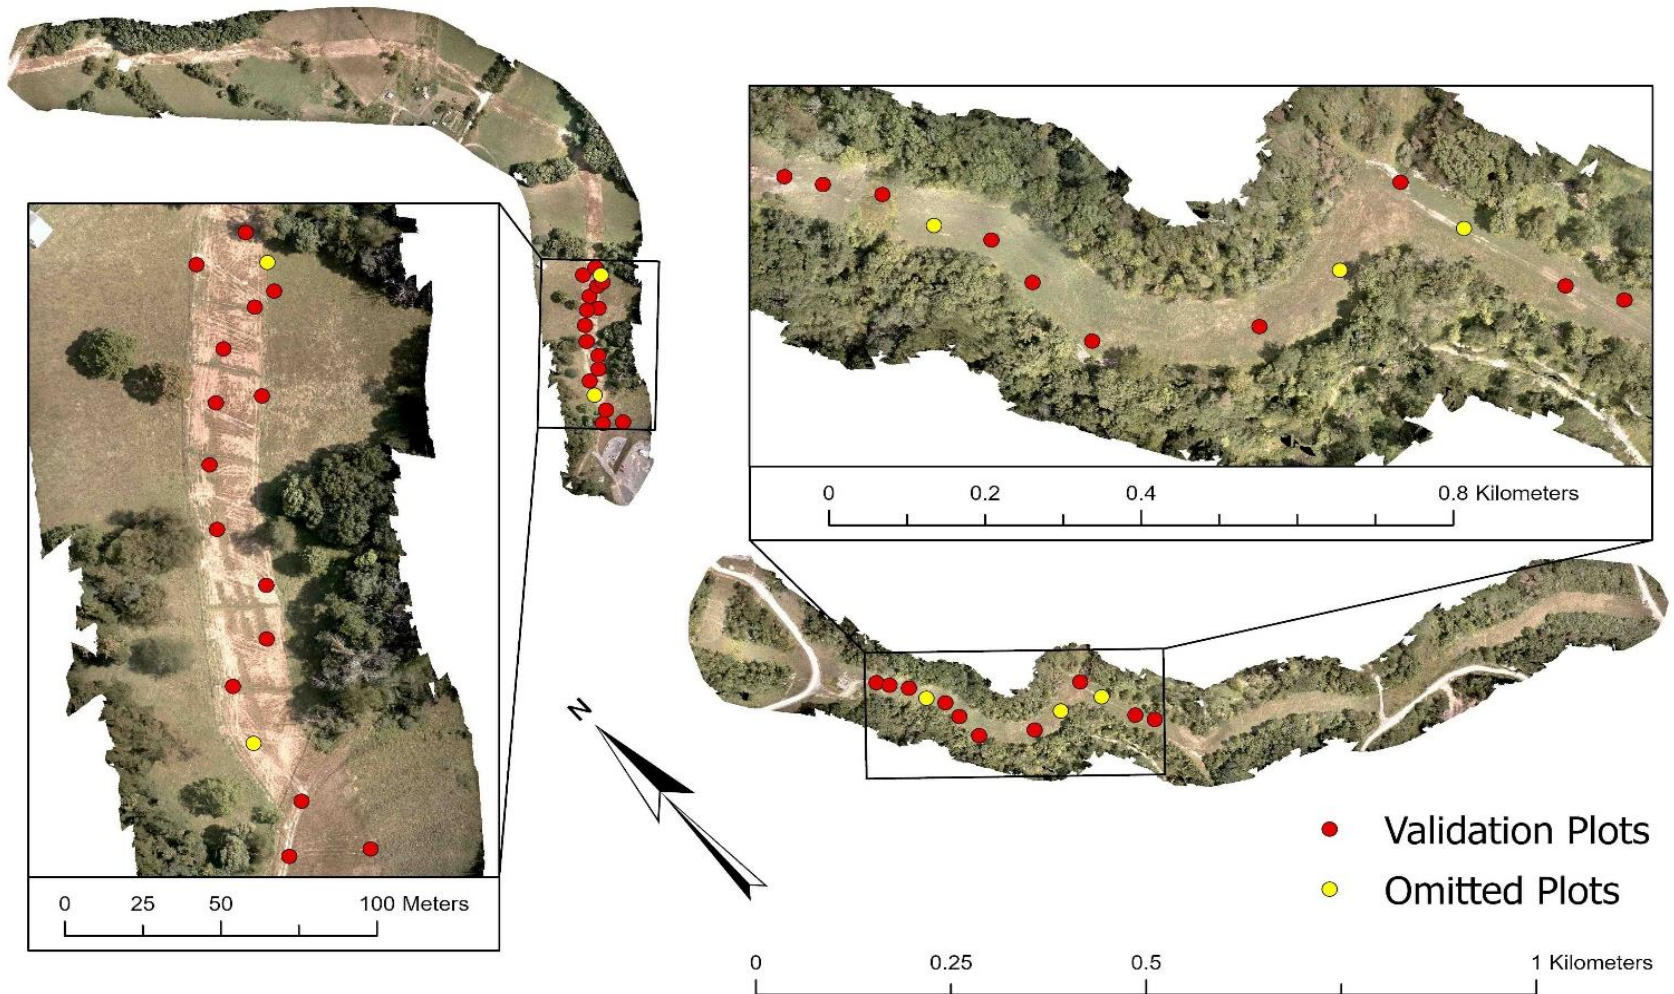 0 0.2 0.4 0.8 Kilometers
N
Validation Plots
Omitted Plots
0 25 50 100 Meters
0 0.25 0.5 1 Kilometers